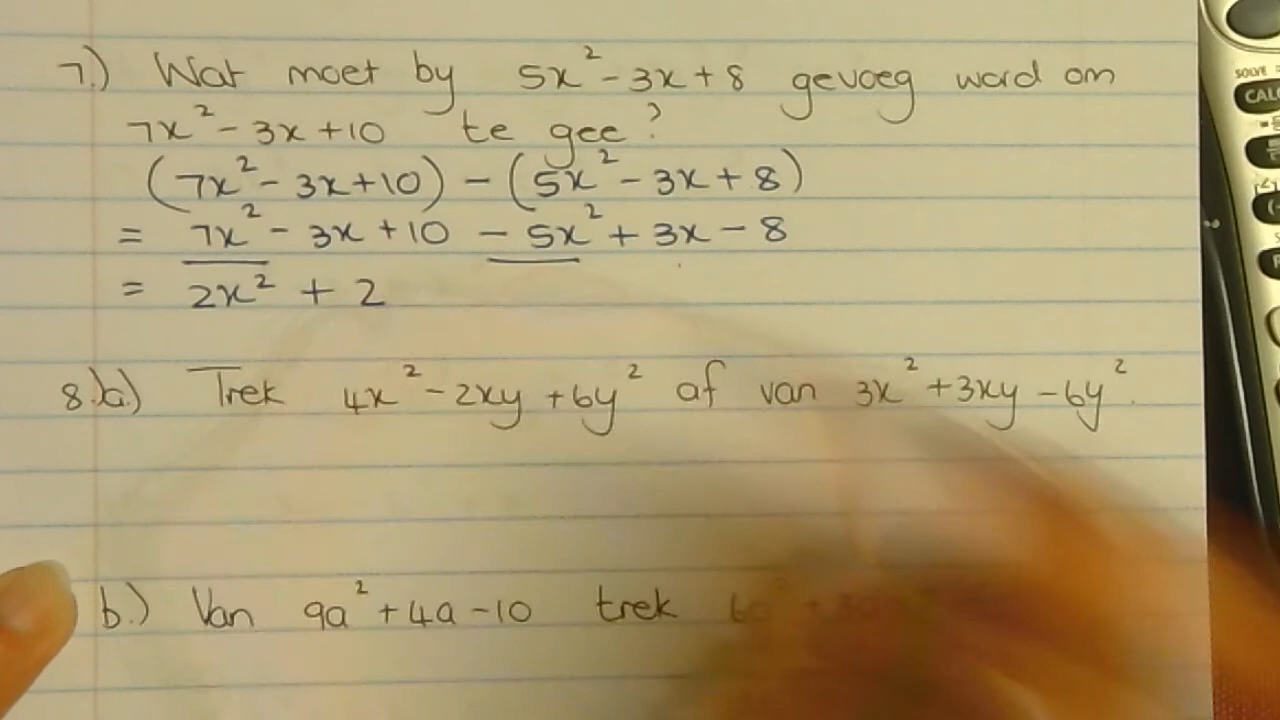 7.) Wat moet by 5x² - 3x + 8 gevoeg word om
7x² - 3x + 10 te gee?
(7x² - 3x + 10) - (5x² - 3x + 8)
= 7x² - 3x + 10 - 5x² + 3x - 8
= 2x² + 2
8.)a.) Trek 4x² - 2xy + 6y² af van 3x² + 3xy - 6y².
b.) Van 9a² + 4a - 10 trek
SOLVE =
CALC